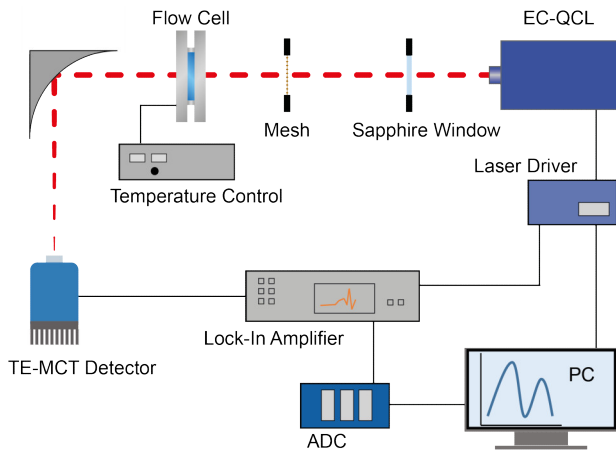 Flow Cell
EC-QCL
Mesh
Sapphire Window
Laser Driver
Temperature Control
Lock-In Amplifier
TE-MCT Detector
PC
ADC